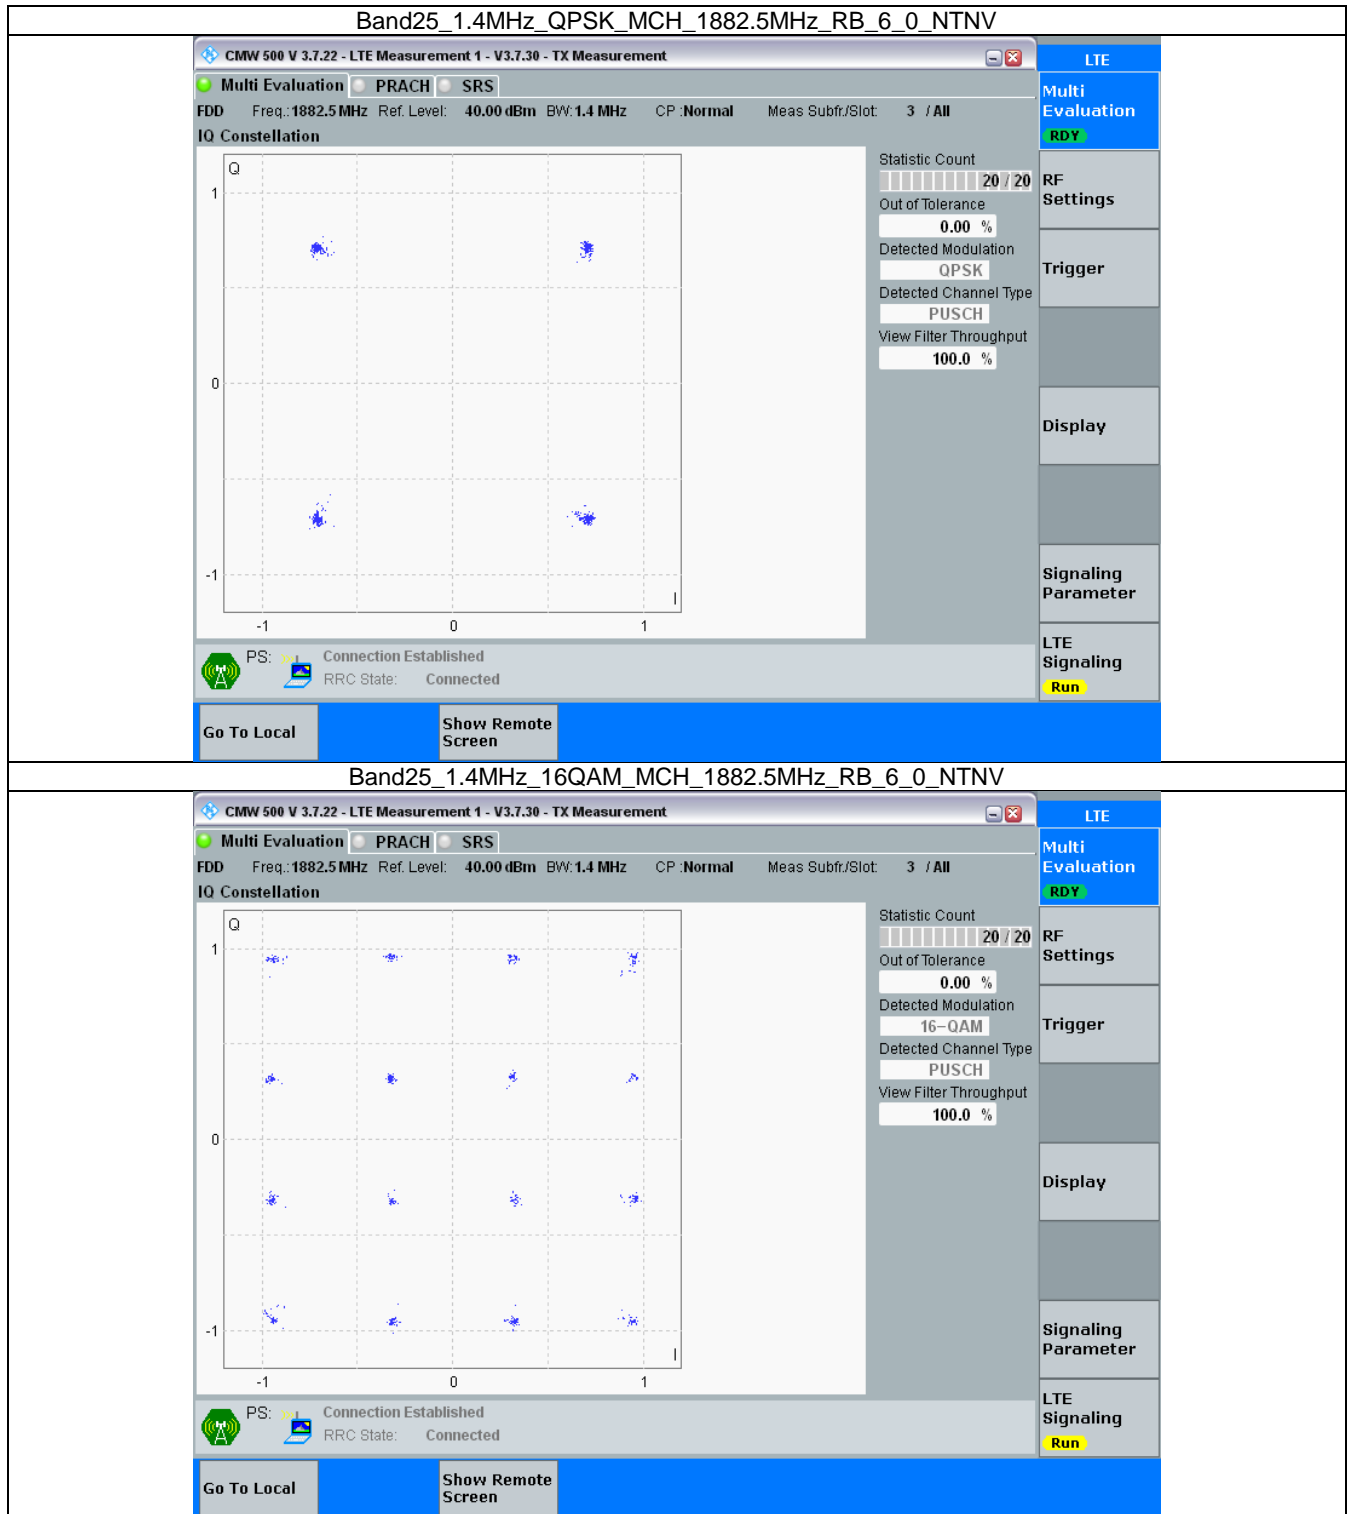 Band25_1.4MHz_QPSK_MCH_1882.5MHz_RB_6_0_NTNV
CMW 500 V 3.7.22 - LTE Measurement 1 - V3.7.30 - TX Measurement
LTE
Multi Evaluation PRACH SRS
FDD Freq.:1882.5 MHz Ref. Level: 40.00 dBm BW:1.4 MHz CP :Normal Meas Subfr./Slot: 3 / All
IQ Constellation
Q
1
0
-1
I
-1 0 1
Statistic Count
20 / 20
Out of Tolerance
0.00 %
Detected Modulation
QPSK
Detected Channel Type
PUSCH
View Filter Throughput
100.0 %
Multi
Evaluation
RDY
RF
Settings
Trigger
Display
Signaling
Parameter
LTE
Signaling
Run
PS: Connection Established
RRC State: Connected
Go To Local
Show Remote
Screen
Band25_1.4MHz_16QAM_MCH_1882.5MHz_RB_6_0_NTNV
CMW 500 V 3.7.22 - LTE Measurement 1 - V3.7.30 - TX Measurement
LTE
Multi Evaluation PRACH SRS
FDD Freq.:1882.5 MHz Ref. Level: 40.00 dBm BW:1.4 MHz CP :Normal Meas Subfr./Slot: 3 / All
IQ Constellation
Q
1
0
-1
I
-1 0 1
Statistic Count
20 / 20
Out of Tolerance
0.00 %
Detected Modulation
16-QAM
Detected Channel Type
PUSCH
View Filter Throughput
100.0 %
Multi
Evaluation
RDY
RF
Settings
Trigger
Display
Signaling
Parameter
LTE
Signaling
Run
PS: Connection Established
RRC State: Connected
Go To Local
Show Remote
Screen